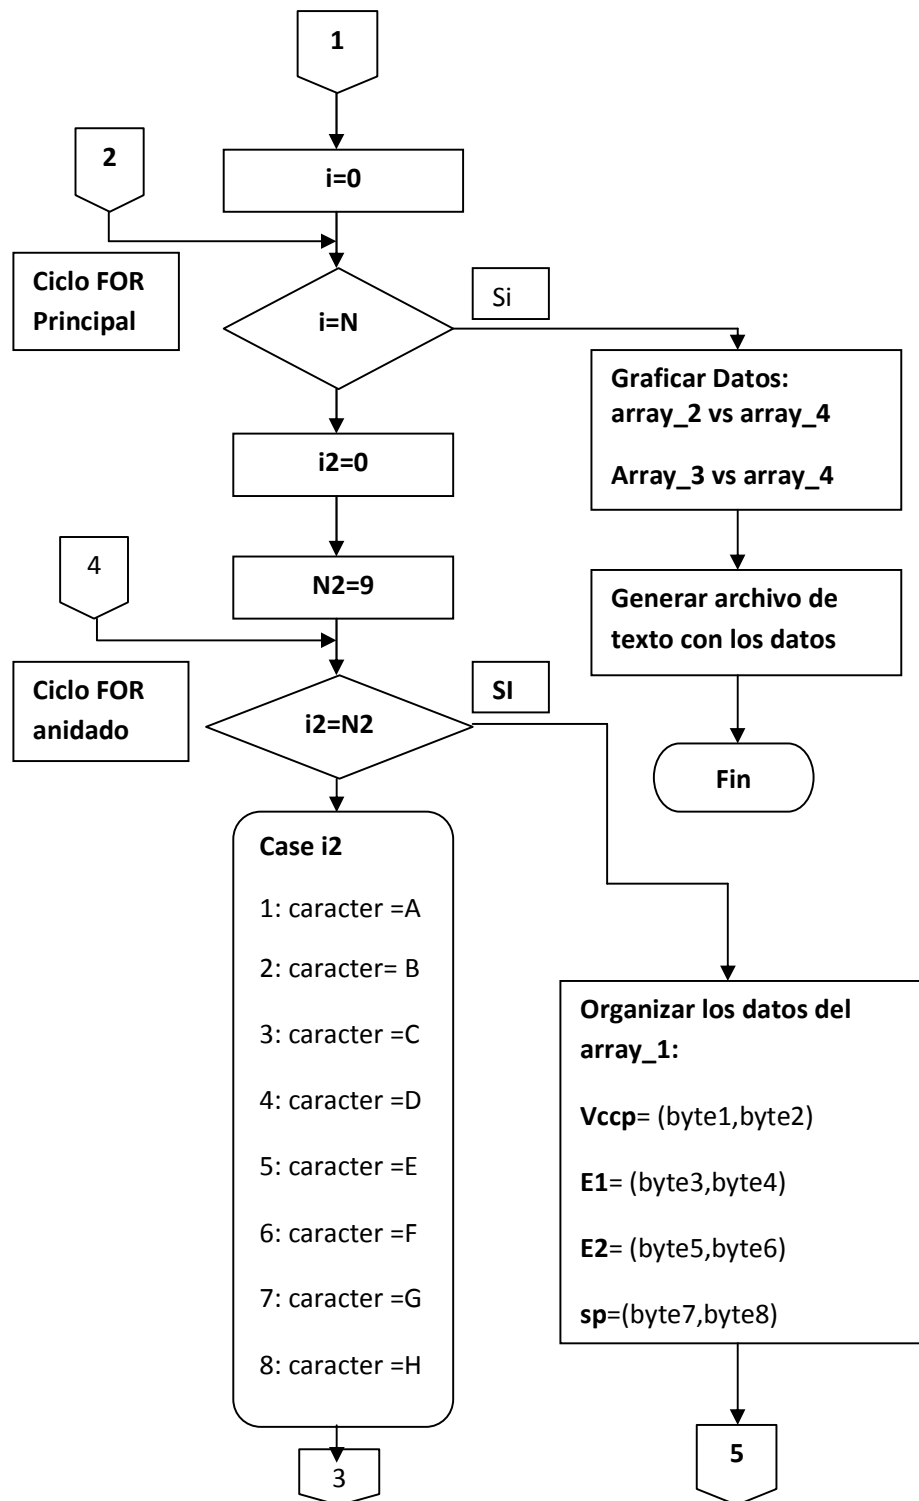 1
2
i=0
Ciclo FOR
Principal
i=N
Si
Graficar Datos:
array_2 vs array_4
Array_3 vs array_4
i2=0
4
N2=9
Generar archivo de
texto con los datos
Ciclo FOR
anidado
i2=N2
SI
Fin
Case i2
1: caracter =A
2: caracter= B
3: caracter =C
4: caracter =D
5: caracter =E
6: caracter =F
7: caracter =G
8: caracter =H
Organizar los datos del
array_1:
Vccp= (byte1,byte2)
E1= (byte3,byte4)
E2= (byte5,byte6)
sp=(byte7,byte8)
3
5